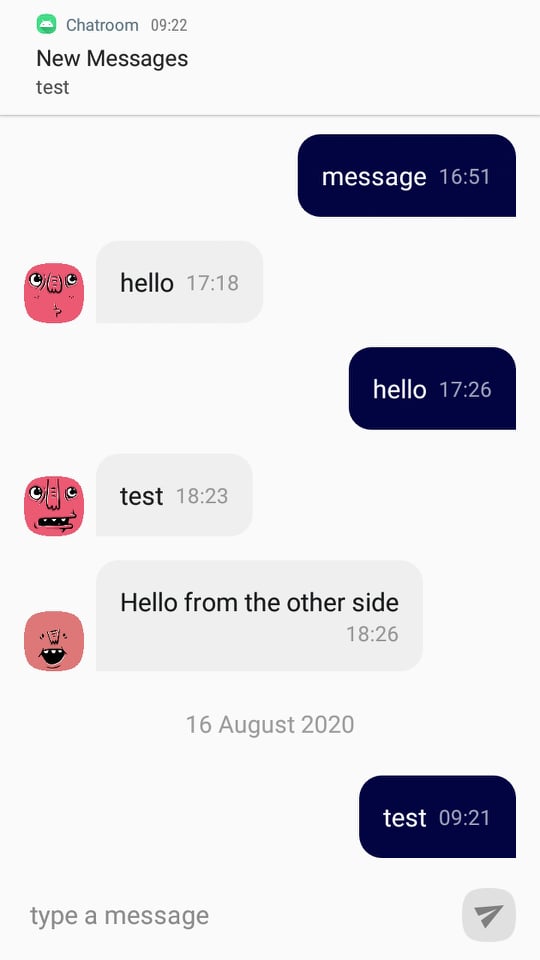 Chatroom 09:22
New Messages
test
message 16:51
hello 17:18
hello 17:26
test 18:23
Hello from the other side
18:26
16 August 2020
test 09:21
type a message